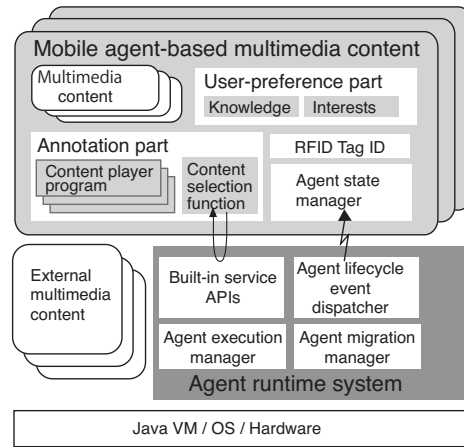 Mobile agent-based multimedia content
Multimedia
content
User-preference part
Knowledge
Interests
Annotation part
Content player
program
Content
selection
function
RFID Tag ID
Agent state
manager
External
multimedia
content
Built-in service
APIs
Agent lifecycle
event
dispatcher
Agent execution
manager
Agent migration
manager
Agent runtime system
Java VM / OS / Hardware